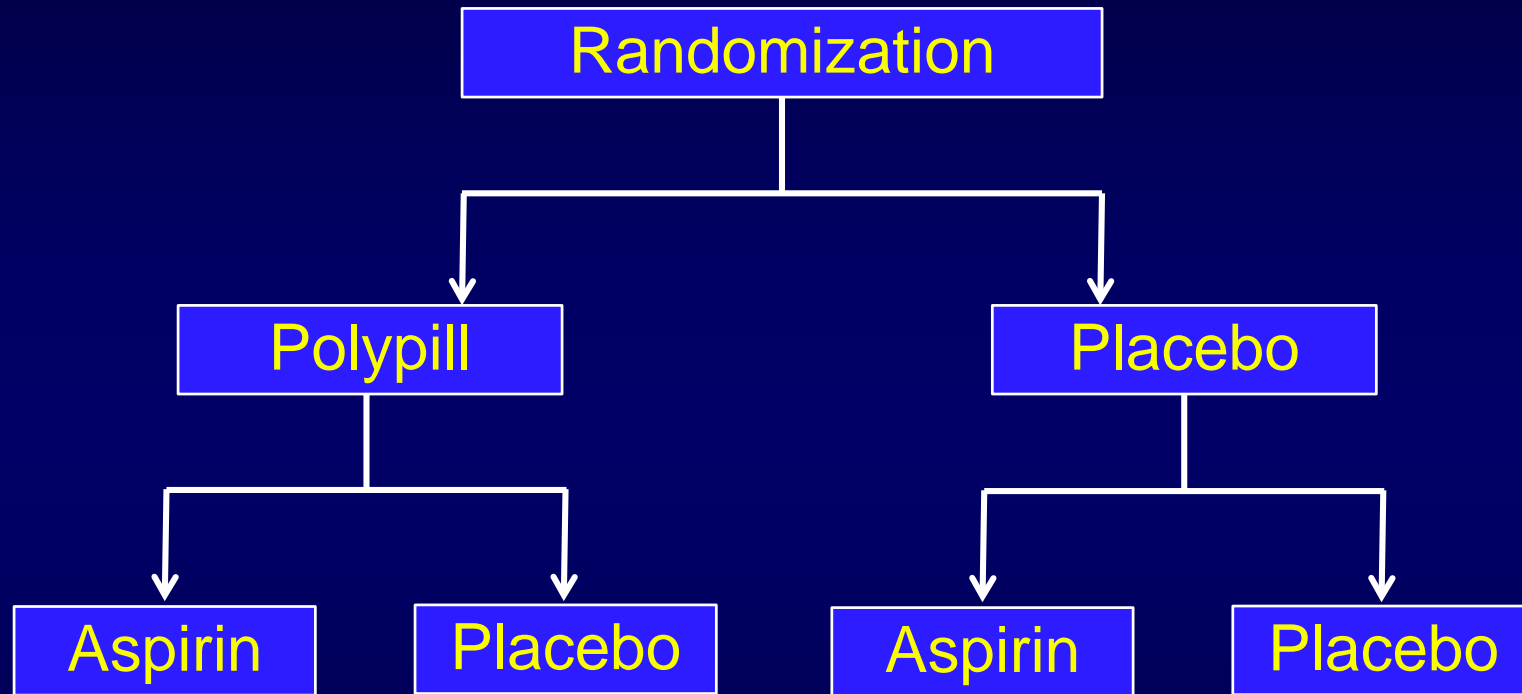 Randomization
Polypill
Placebo
Aspirin
Placebo
Aspirin
Placebo